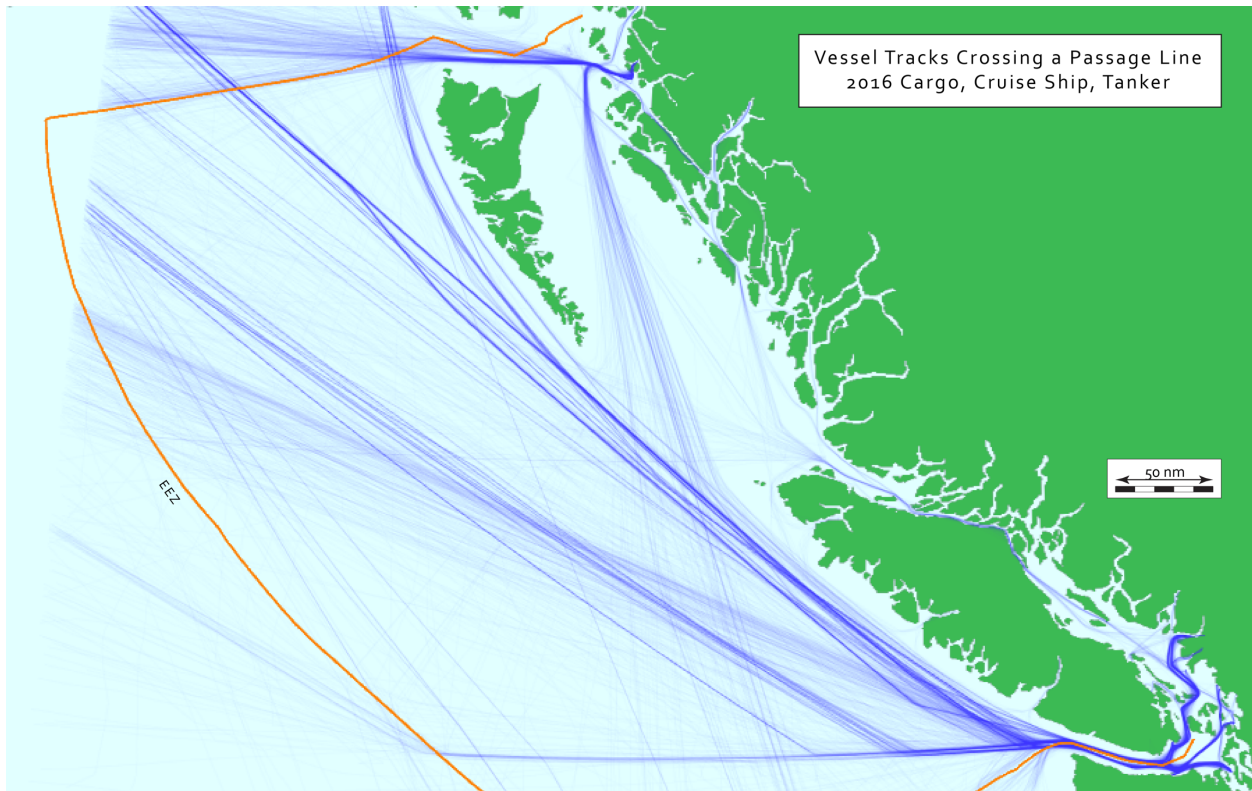 Vessel Tracks Crossing a Passage Line
2016 Cargo, Cruise Ship, Tanker
50 nm
EEZ